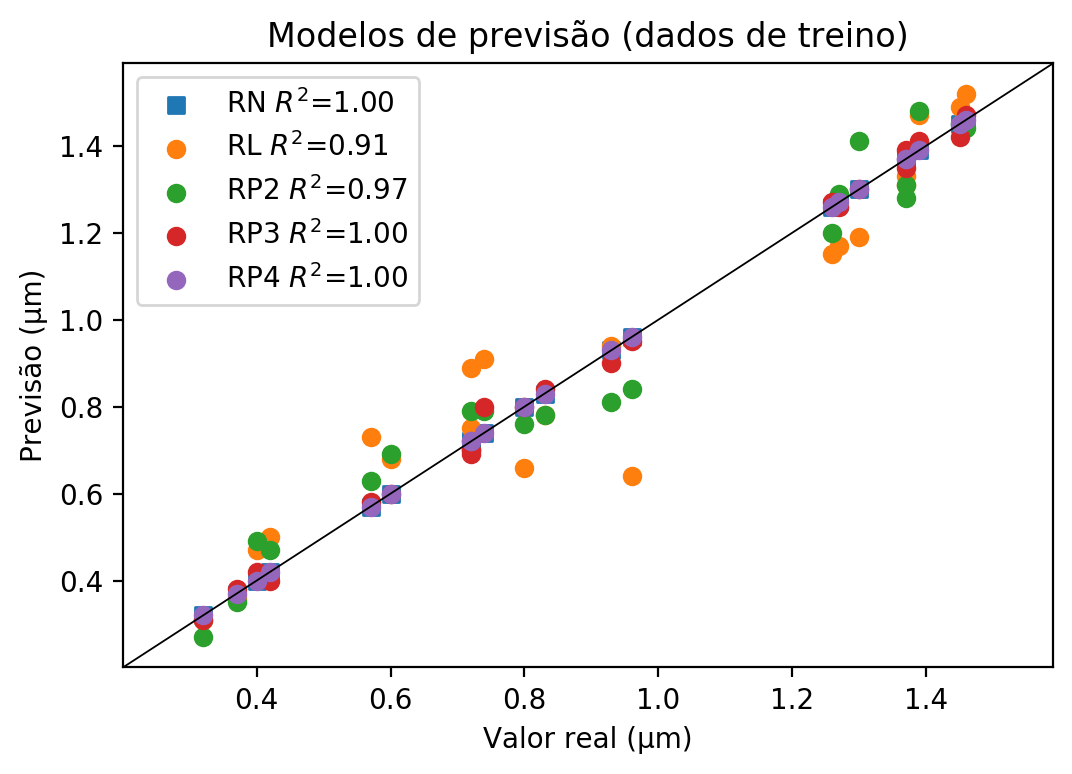 Modelos de previsão (dados de treino)
RN R²=1.00
RL R²=0.91
RP2 R²=0.97
RP3 R²=1.00
RP4 R²=1.00
Previsão (µm)
1.4
1.2
1.0
0.8
0.6
0.4
0.4 0.6 0.8 1.0 1.2 1.4
Valor real (µm)